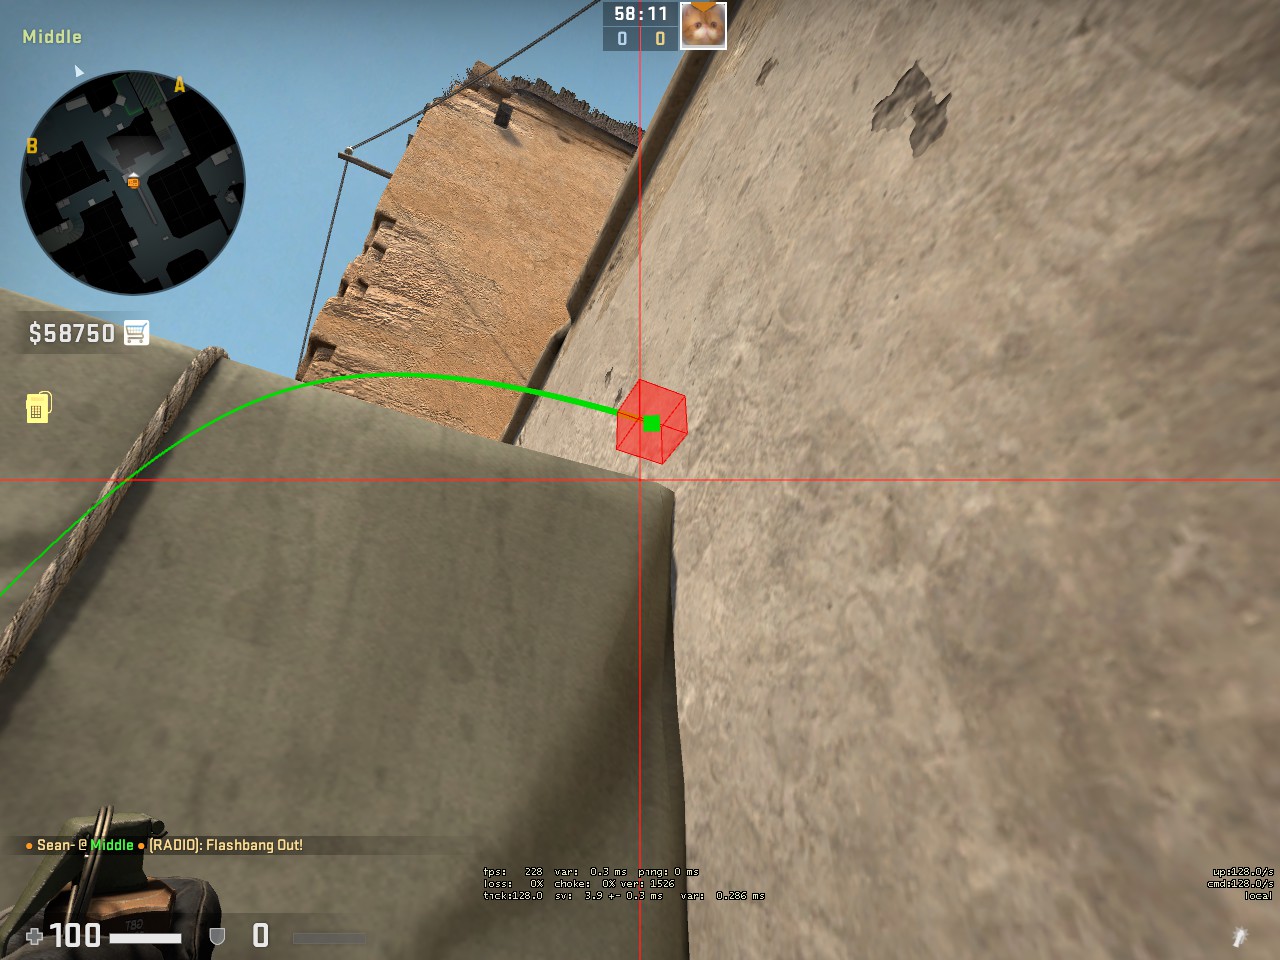 58:11
Middle
0 0
A
B
$58750
● Sean- @ Middle ● (RADIO): Flashbang Out!
fps: 228 var: 0.3 ms ping: 0 ms
loss: 0% choke: 0% ver: 1526
tick:128.0 sv: 3.9 +- 0.3 ms var: 0.286 ms
up:128.0/s
cmd:128.0/s
local
100 0